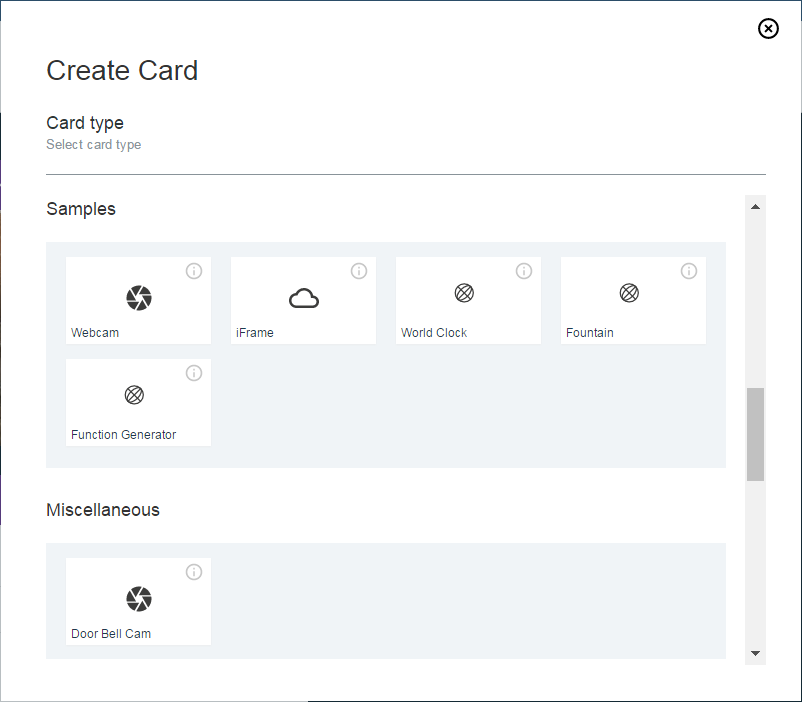 Create Card
Card type
Select card type
Samples
Webcam
iFrame
World Clock
Fountain
Function Generator
Miscellaneous
Door Bell Cam